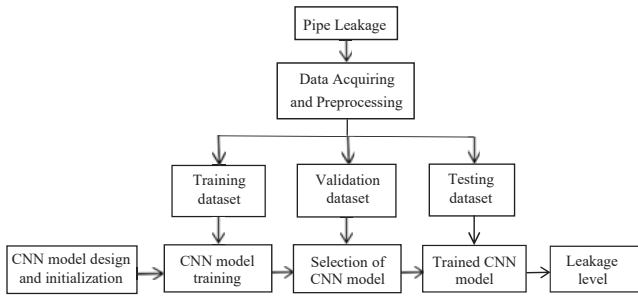 Pipe Leakage
Data Acquiring
and Preprocessing
Training
dataset
Validation
dataset
Testing
dataset
CNN model design
and initialization
CNN model
training
Selection of
CNN model
Trained CNN
model
Leakage
level